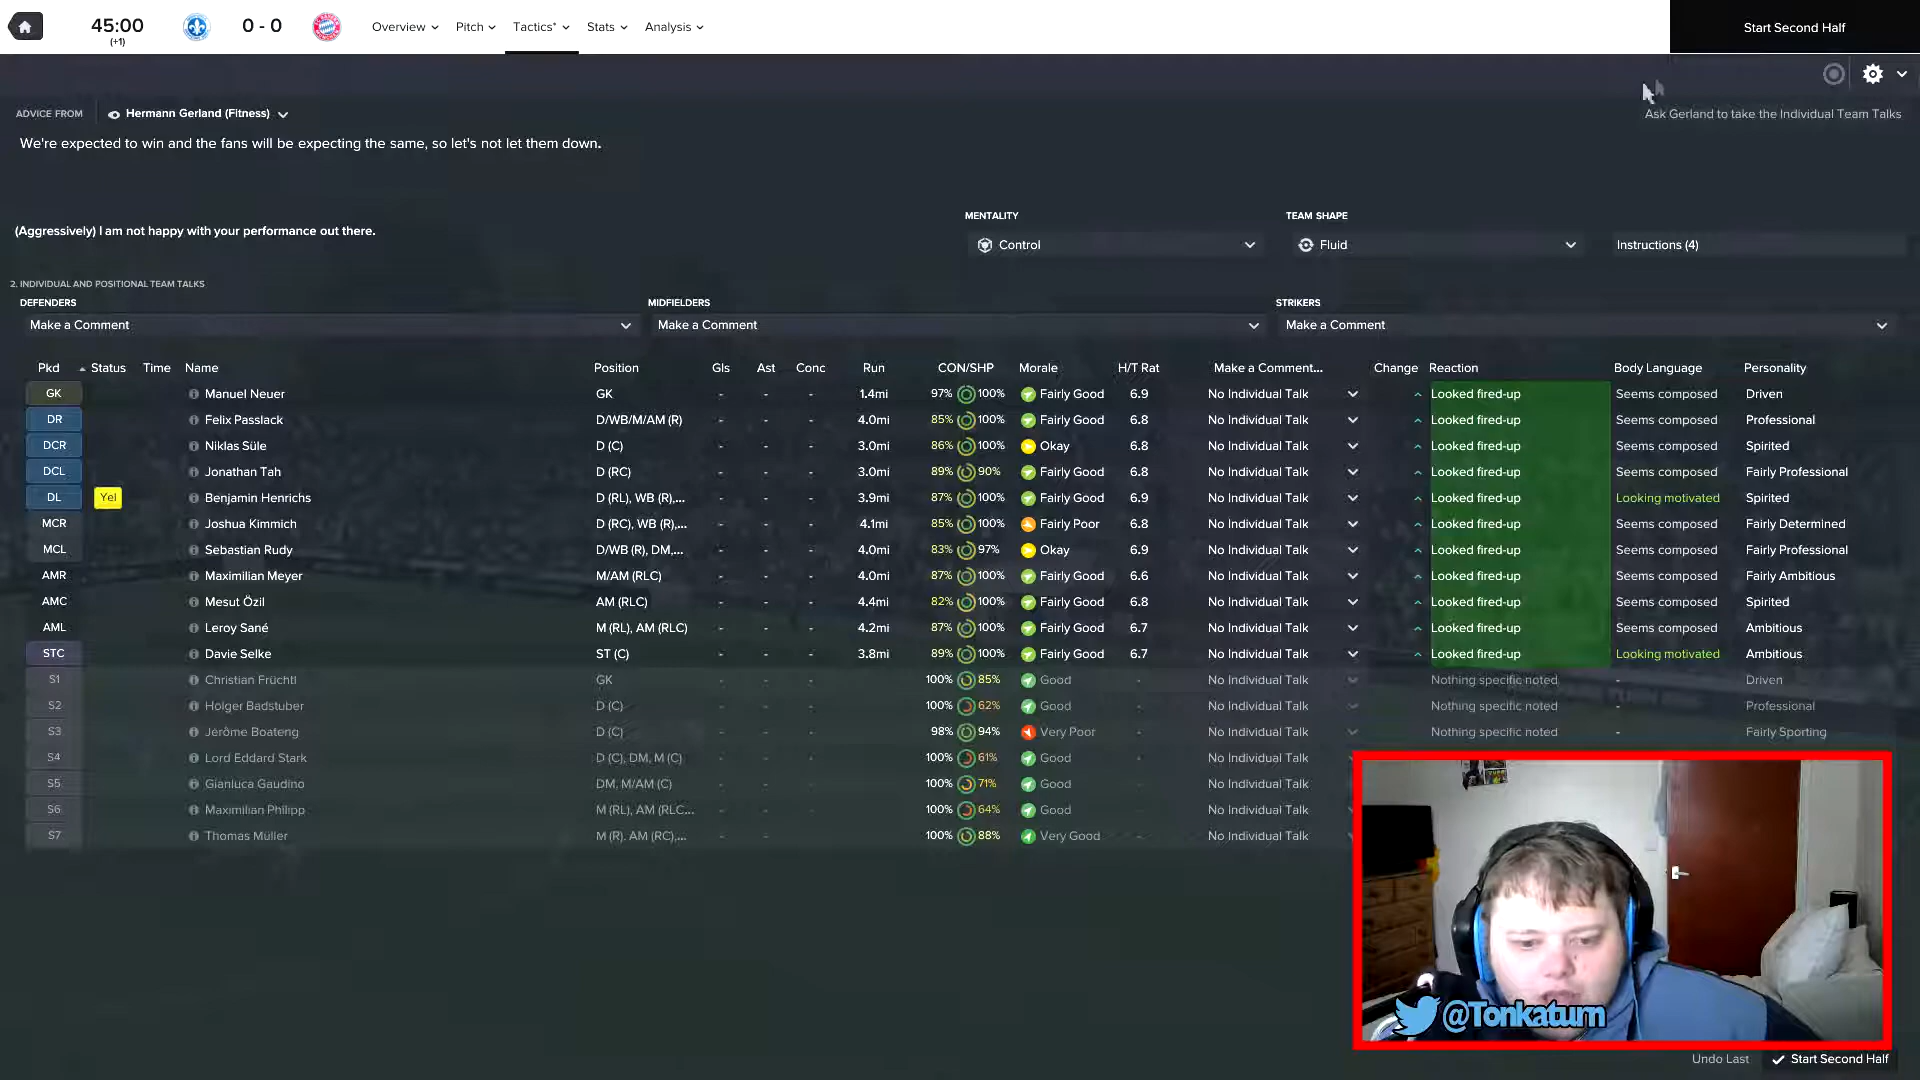 45:00 0 - 0 Overview Pitch Tactics* Stats Analysis Start Second Half
(+1)
ADVICE FROM Hermann Gerland (Fitness) Ask Gerland to take the Individual Team Talks
We're expected to win and the fans will be expecting the same, so let's not let them down.
MENTALITY TEAM SHAPE
(Aggressively) I am not happy with your performance out there. Control Fluid Instructions (4)
2. INDIVIDUAL AND POSITIONAL TEAM TALKS
DEFENDERS MIDFIELDERS STRIKERS
Make a Comment Make a Comment Make a Comment
Pkd Status Time Name Position Gls Ast Conc Run CON/SHP Morale H/T Rat Make a Comment... Change Reaction Body Language Personality
GK Manuel Neuer GK - - - 1.4mi 97% 100% Fairly Good 6.9 No Individual Talk Looked fired-up Seems composed Driven
DR Felix Passlack D/WB/M/AM (R) - - - 4.0mi 85% 100% Fairly Good 6.8 No Individual Talk Looked fired-up Seems composed Professional
DCR Niklas Süle D (C) - - - 3.0mi 86% 100% Okay 6.8 No Individual Talk Looked fired-up Seems composed Spirited
DCL Jonathan Tah D (RC) - - - 3.0mi 89% 90% Fairly Good 6.8 No Individual Talk Looked fired-up Seems composed Fairly Professional
DL Yel Benjamin Henrichs D (RL), WB (R),... - - - 3.9mi 87% 100% Fairly Good 6.9 No Individual Talk Looked fired-up Looking motivated Spirited
MCR Joshua Kimmich D (RC), WB (R),... - - - 4.1mi 85% 100% Fairly Poor 6.8 No Individual Talk Looked fired-up Seems composed Fairly Determined
MCL Sebastian Rudy D/WB (R), DM,... - - - 4.0mi 83% 97% Okay 6.9 No Individual Talk Looked fired-up Seems composed Fairly Professional
AMR Maximilian Meyer M/AM (RLC) - - - 4.0mi 87% 100% Fairly Good 6.6 No Individual Talk Looked fired-up Seems composed Fairly Ambitious
AMC Mesut Özil AM (RLC) - - - 4.4mi 82% 100% Fairly Good 6.8 No Individual Talk Looked fired-up Seems composed Spirited
AML Leroy Sané M (RL), AM (RLC) - - - 4.2mi 87% 100% Fairly Good 6.7 No Individual Talk Looked fired-up Seems composed Ambitious
STC Davie Selke ST (C) - - - 3.8mi 89% 100% Fairly Good 6.7 No Individual Talk Looked fired-up Looking motivated Ambitious
S1 Christian Früchtl GK - - - 100% 85% Good - No Individual Talk Nothing specific noted - Driven
S2 Holger Badstuber D (C) - - - 100% 62% Good - No Individual Talk Nothing specific noted - Professional
S3 Jérôme Boateng D (C) - - - 98% 94% Very Poor - No Individual Talk Nothing specific noted - Fairly Sporting
S4 Lord Eddard Stark D (C), DM, M (C) - - - 100% 61% Good - No Individual Talk
S5 Gianluca Gaudino DM, M/AM (C) - - - 100% 71% Good - No Individual Talk
S6 Maximilian Philipp M (RL), AM (RLC... - - - 100% 64% Good - No Individual Talk
S7 Thomas Müller M (R), AM (RC),... - - - 100% 88% Very Good - No Individual Talk
@Tonkaturn
Undo Last Start Second Half